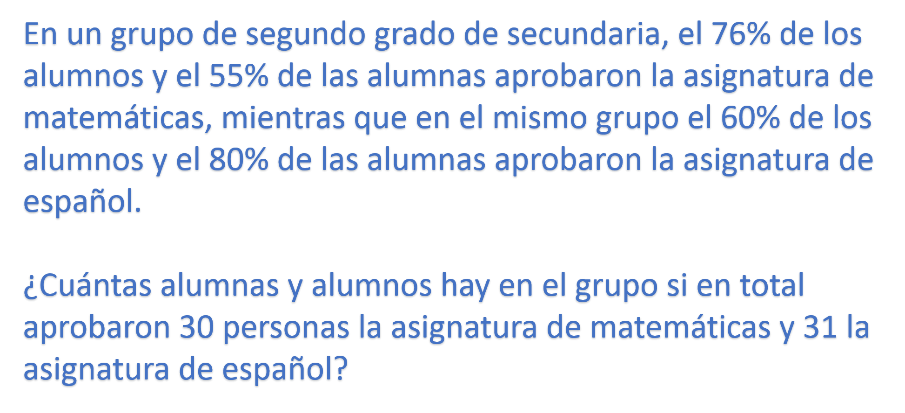 En un grupo de segundo grado de secundaria, el 76% de los
alumnos y el 55% de las alumnas aprobaron la asignatura de
matemáticas, mientras que en el mismo grupo el 60% de los
alumnos y el 80% de las alumnas aprobaron la asignatura de
español.
¿Cuántas alumnas y alumnos hay en el grupo si en total
aprobaron 30 personas la asignatura de matemáticas y 31 la
asignatura de español?